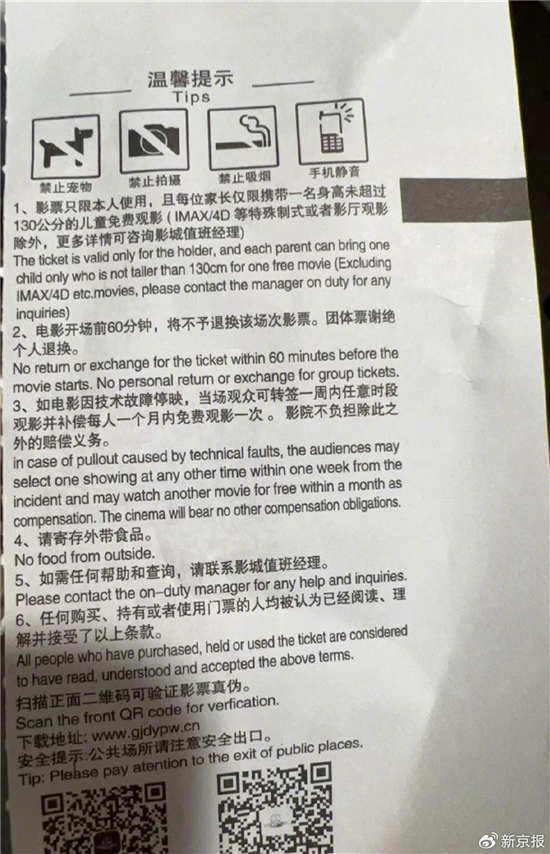 温馨提示
Tips
禁止宠物 禁止拍摄 禁止吸烟 手机静音
1、影票只限本人使用，且每位家长仅限携带一名身高未超过
130公分的儿童免费观影（IMAX/4D 等特殊制式或者影厅观影
除外，更多详情可咨询影城值班经理)
The ticket is valid only for the holder, and each parent can bring one
child only who is not taller than 130cm for one free movie (Excluding
IMAX/4D etc.movies, please contact the manager on duty for any
inquiries)
2、电影开场前60分钟，将不予退换该场次影票。团体票谢绝
个人退换。
No return or exchange for the ticket within 60 minutes before the
movie starts. No personal return or exchange for group tickets.
3、如电影因技术故障停映，当场观众可转签一周内任意时段
观影并补偿每人一个月内免费观影一次 。 影院不负担除此之
外的赔偿义务。
in case of pullout caused by technical faults, the audiences may
select one showing at any other time within one week from the
incident and may watch another movie for free within a month as
compensation. The cinema will bear no other compensation obligations.
4、请寄存外带食品。
No food from outside.
5、如需任何帮助和查询，请联系影城值班经理。
Please contact the on-duty manager for any help and inquiries.
6、任何购买、持有或者使用门票的人均被认为已经阅读、理
解并接受了以上条款。
All people who have purchased, held or used the ticket are considered
to have read, understood and accepted the above terms.
扫描正面二维码可验证影票真伪。
Scan the front QR code for verfication.
下载地址: www.gjdypw.cn
安全提示:公共场所请注意安全出口。
Tip: Please pay atention to the exit of public places.
新京报